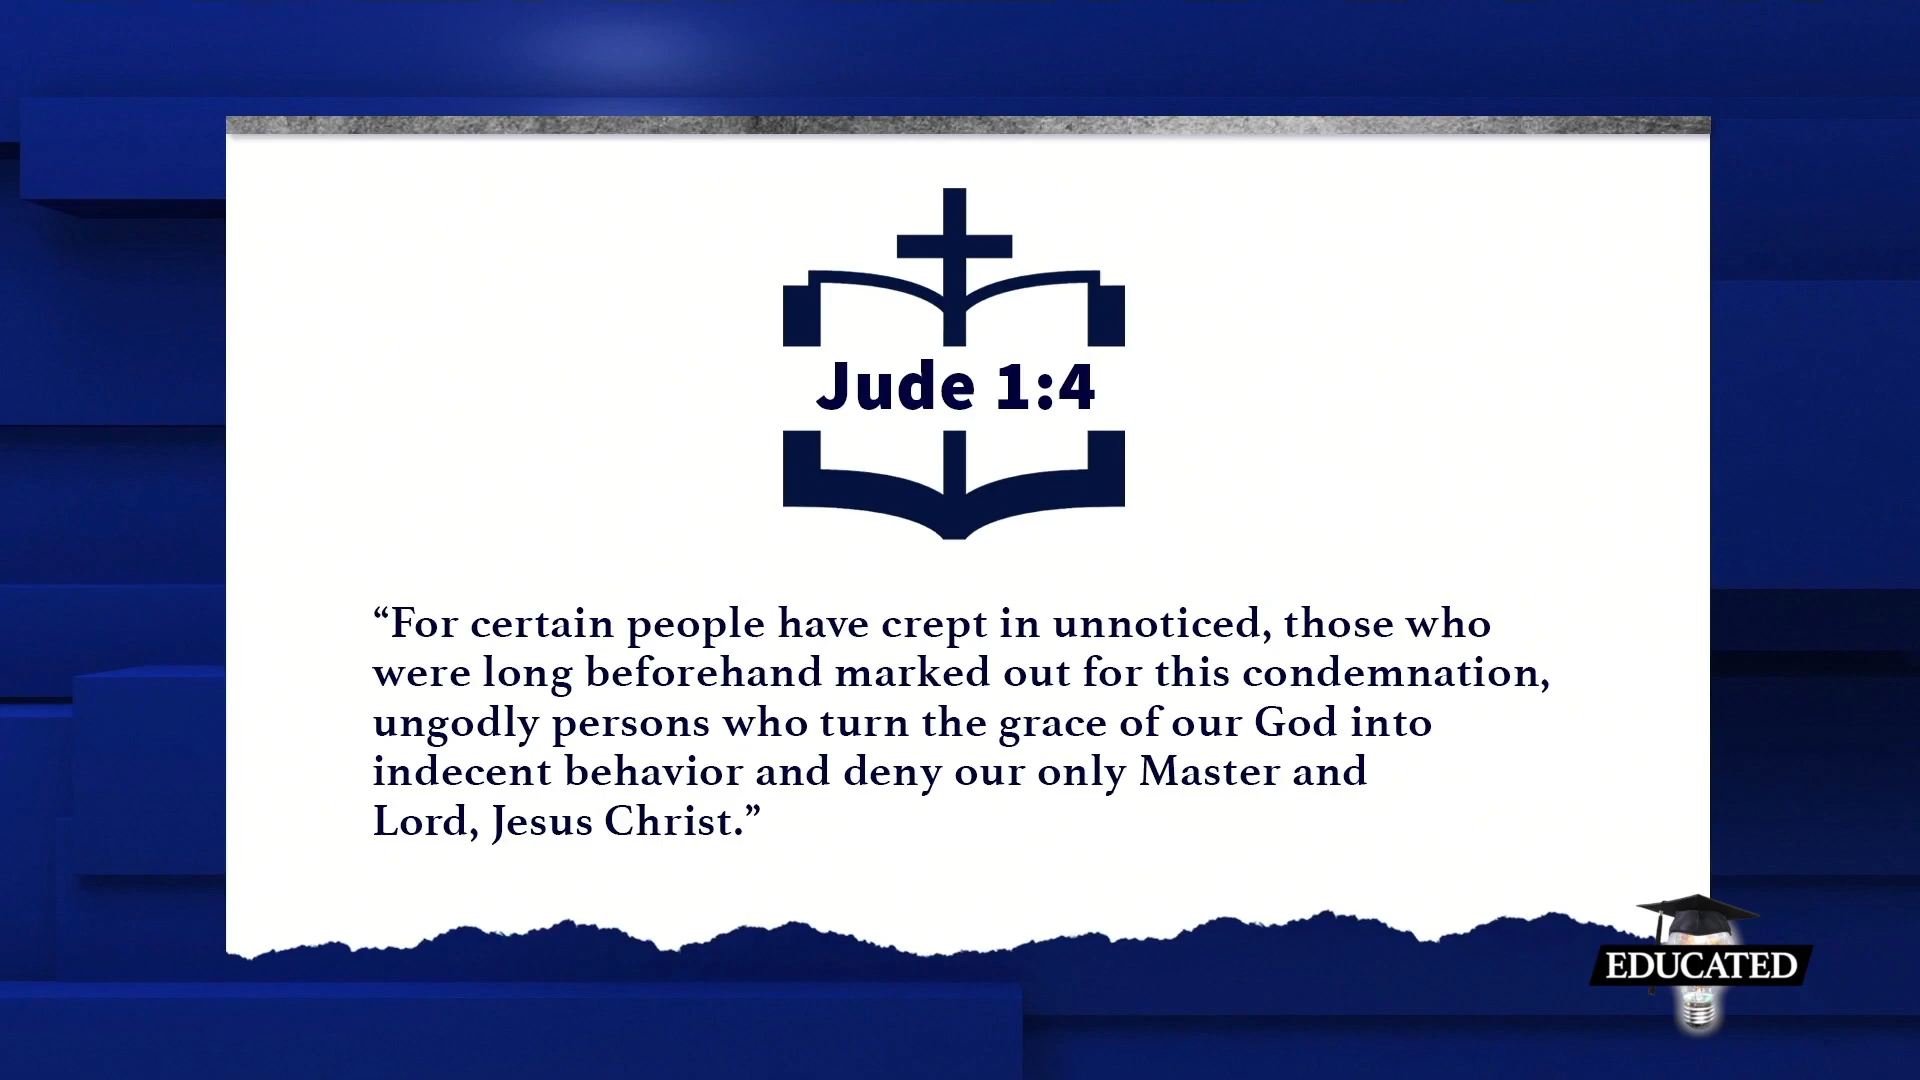 Jude 1:4
“For certain people have crept in unnoticed, those who
were long beforehand marked out for this condemnation,
ungodly persons who turn the grace of our God into
indecent behavior and deny our only Master and
Lord, Jesus Christ.”
EDUCATED